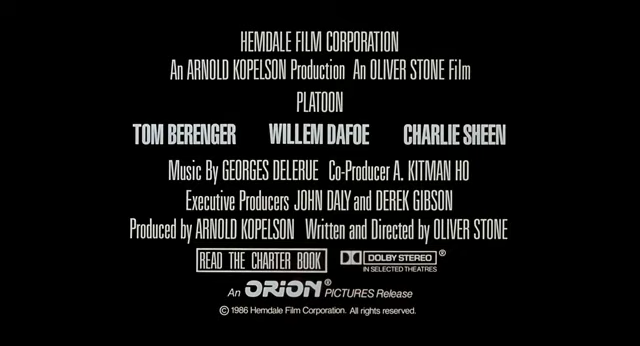 HEMDALE FILM CORPORATION
An ARNOLD KOPELSON Production An OLIVER STONE Film
PLATOON
TOM BERENGER WILLEM DAFOE CHARLIE SHEEN
Music By GEORGES DELERUE Co-Producer A. KITMAN HO
Executive Producers JOHN DALY and DEREK GIBSON
Produced by ARNOLD KOPELSON Written and Directed by OLIVER STONE
READ THE CHARTER BOOK DOLBY STEREO ®
IN SELECTED THEATRES
An ORION® PICTURES Release
© 1986 Hemdale Film Corporation. All rights reserved.